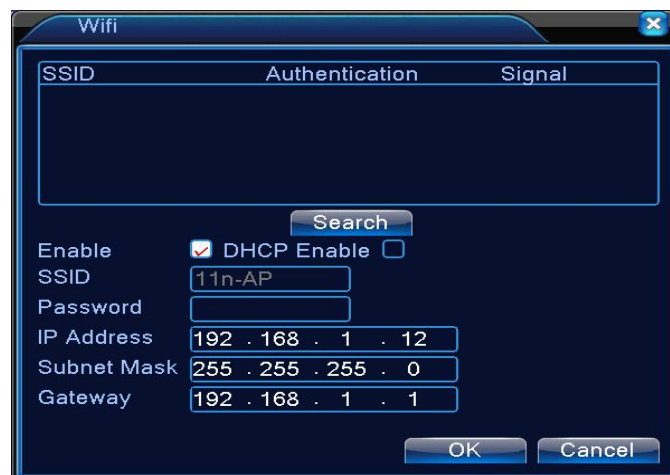 Wifi
SSID Authentication Signal
Search
Enable DHCP Enable
SSID 11n-AP
Password
IP Address 192 . 168 . 1 . 12
Subnet Mask 255 . 255 . 255 . 0
Gateway 192 . 168 . 1 . 1
OK Cancel